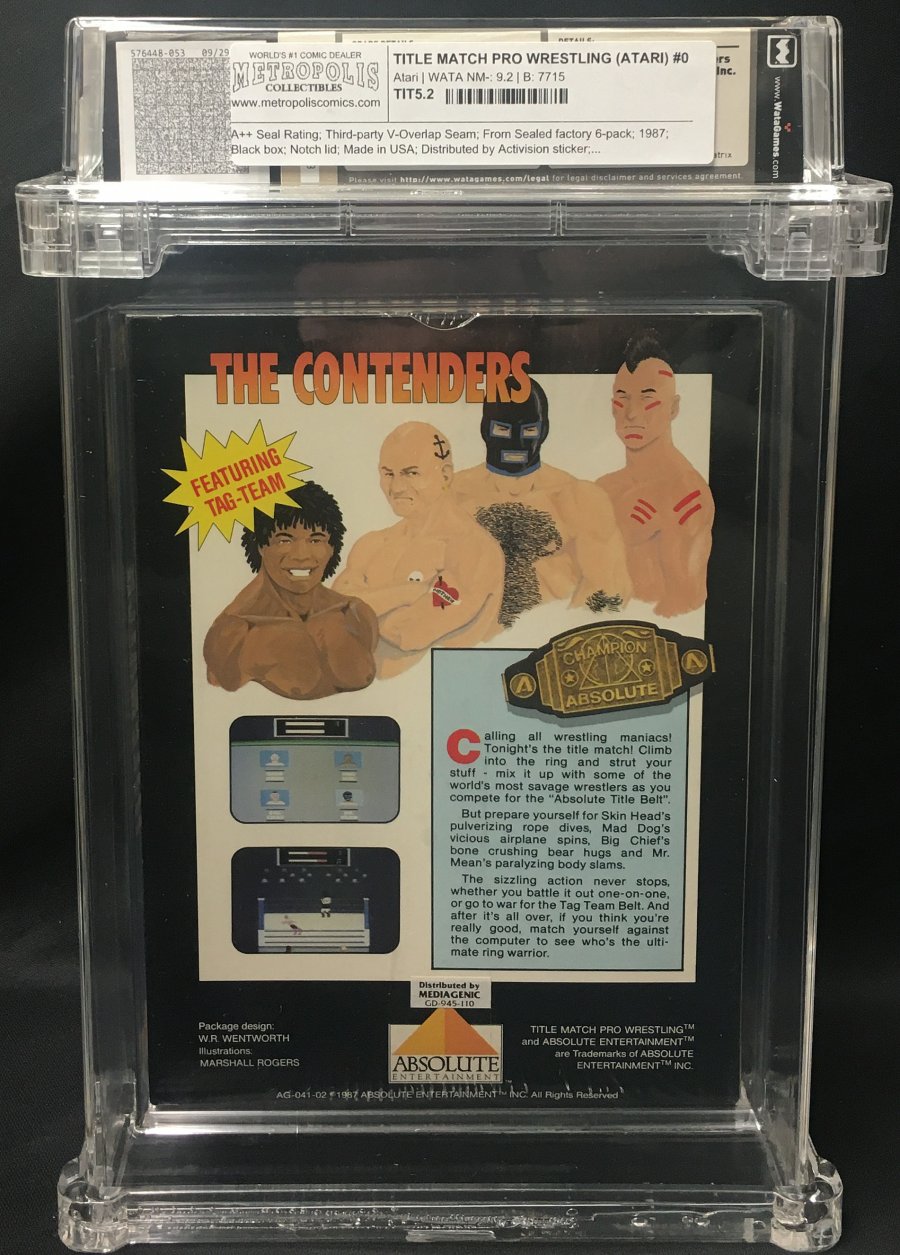 576448-053 09/29
WORLD'S #1 COMIC DEALER
METROPOLIS
COLLECTIBLES
www.metropoliscomics.com
TITLE MATCH PRO WRESTLING (ATARI) #0
Atari | WATA NM-: 9.2 | B: 7715
TIT5.2
A++ Seal Rating; Third-party V-Overlap Seam; From Sealed factory 6-pack; 1987;
Black box; Notch lid; Made in USA; Distributed by Activision sticker;...
Inc.
www.WataGames.com
Please visit http://www.watagames.com/legal for legal disclaimer and services agreement.
THE CONTENDERS
FEATURING
TAG-TEAM
CHAMPION
ABSOLUTE
Calling all wrestling maniacs!
Tonight's the title match! Climb
into the ring and strut your
stuff - mix it up with some of the
world's most savage wrestlers as you
compete for the "Absolute Title Belt".
But prepare yourself for Skin Head's
pulverizing rope dives, Mad Dog's
vicious airplane spins, Big Chief's
bone crushing bear hugs and Mr.
Mean's paralyzing body slams.
The sizzling action never stops,
whether you battle it out one-on-one,
or go to war for the Tag Team Belt. And
after it's all over, if you think you're
really good, match yourself against
the computer to see who's the ulti-
mate ring warrior.
Distributed by
MEDIAGENIC
GD-945-110
ABSOLUTE
ENTERTAINMENT
Package design:
W.R. WENTWORTH
Illustrations:
MARSHALL ROGERS
TITLE MATCH PRO WRESTLING™
and ABSOLUTE ENTERTAINMENT™
are Trademarks of ABSOLUTE
ENTERTAINMENT™ INC.
AG-041-02 © 1987 ABSOLUTE ENTERTAINMENT™ INC. All Rights Reserved